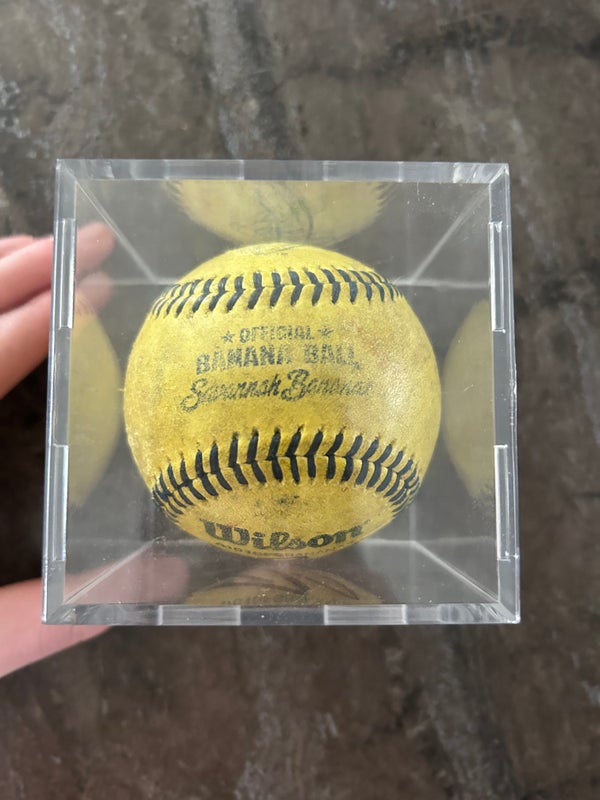 ★ OFFICIAL ★
BANANA BALL
Savannah Bananas
Wilson